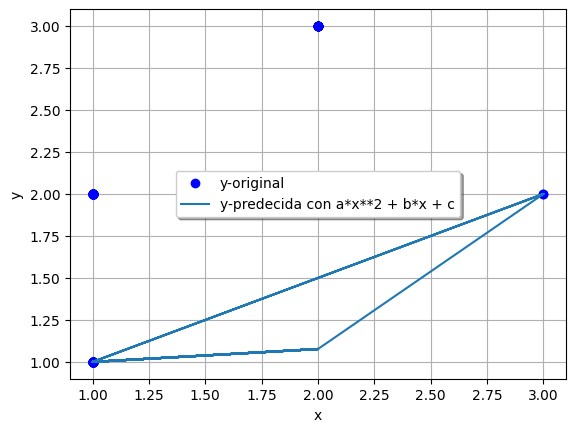 3.00
2.75
2.50
2.25
2.00
1.75
1.50
1.25
1.00
y
y-original
y-predecida con a*x**2 + b*x + c
1.00 1.25 1.50 1.75 2.00 2.25 2.50 2.75 3.00
x